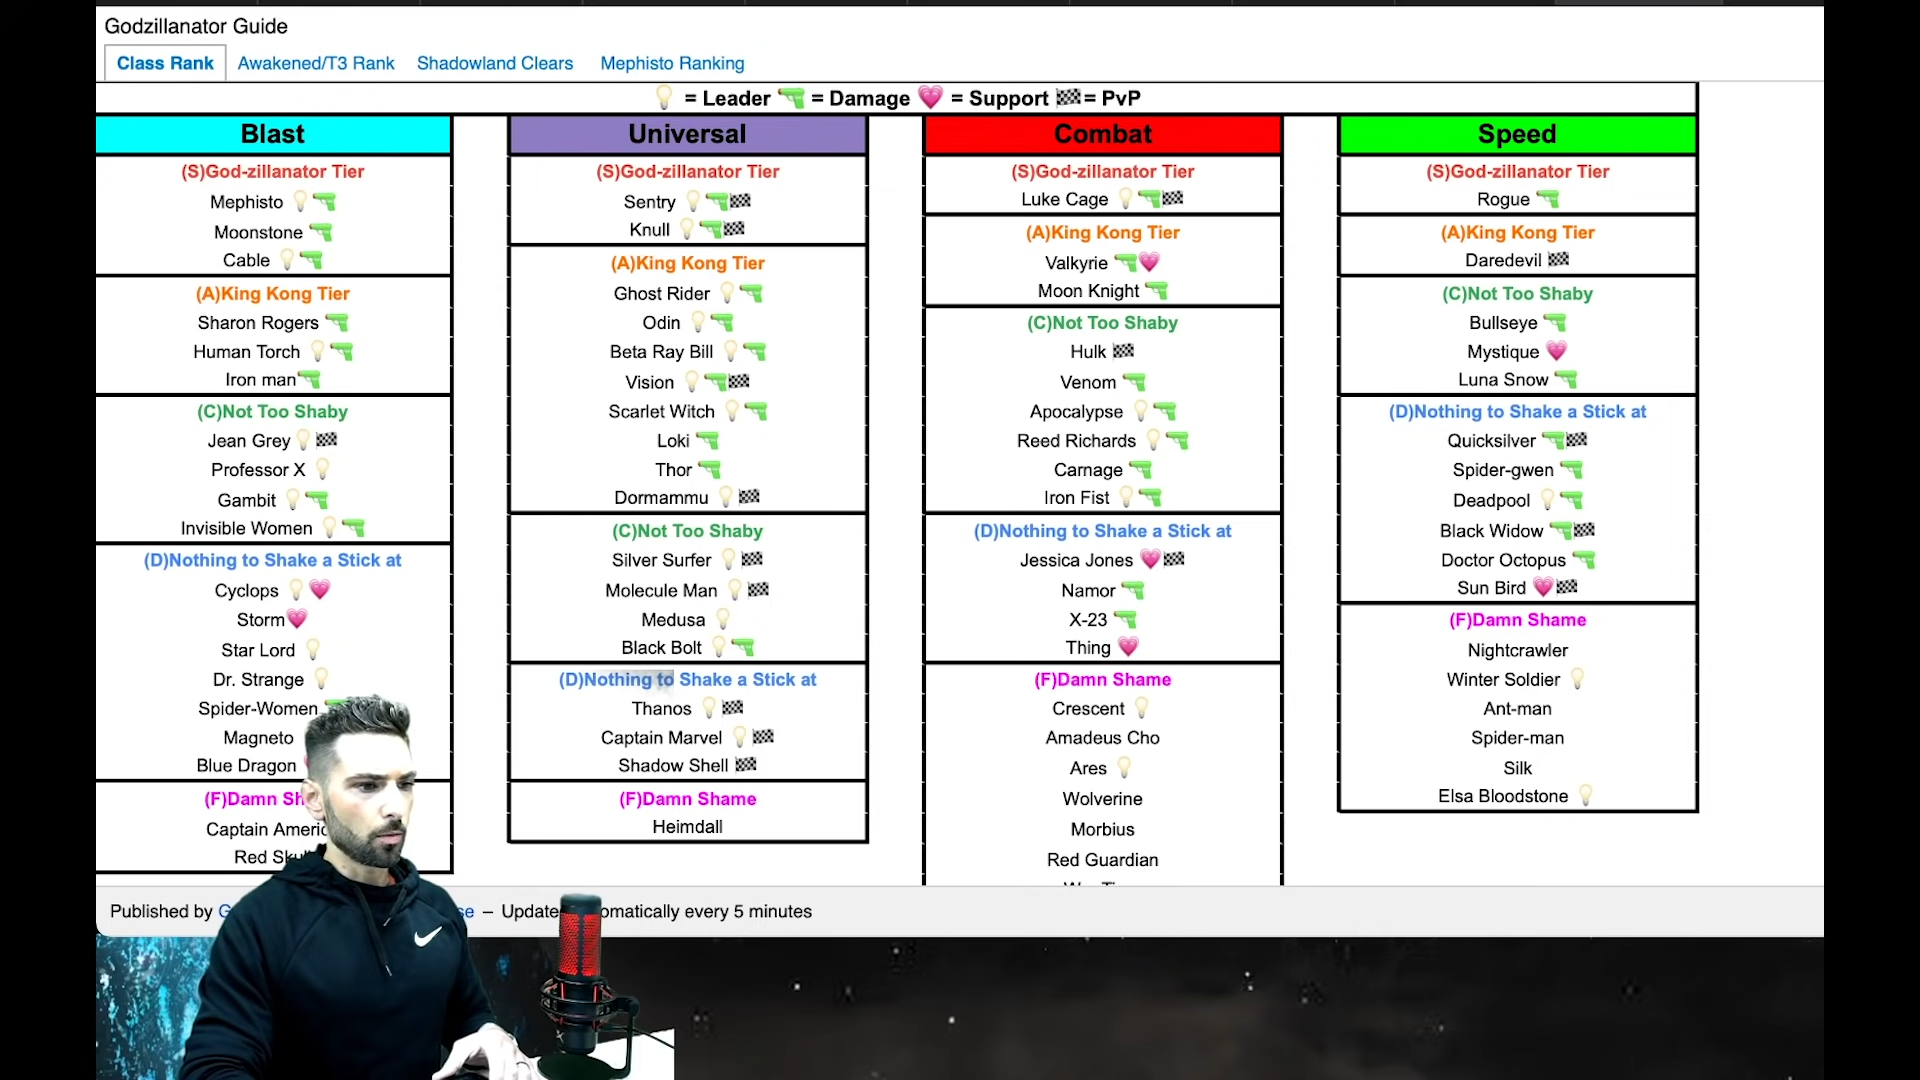 Godzillanator Guide
Class Rank Awakened/T3 Rank Shadowland Clears Mephisto Ranking
= Leader = Damage = Support = PvP
Blast
(S)God-zillanator Tier
Mephisto
Moonstone
Cable
(A)King Kong Tier
Sharon Rogers
Human Torch
Iron man
(C)Not Too Shaby
Jean Grey
Professor X
Gambit
Invisible Women
(D)Nothing to Shake a Stick at
Cyclops
Storm
Star Lord
Dr. Strange
Spider-Women
Magneto
Blue Dragon
(F)Damn Sh
Captain Americ
Red Sku
Universal
(S)God-zillanator Tier
Sentry
Knull
(A)King Kong Tier
Ghost Rider
Odin
Beta Ray Bill
Vision
Scarlet Witch
Loki
Thor
Dormammu
(C)Not Too Shaby
Silver Surfer
Molecule Man
Medusa
Black Bolt
(D)Nothing to Shake a Stick at
Thanos
Captain Marvel
Shadow Shell
(F)Damn Shame
Heimdall
Combat
(S)God-zillanator Tier
Luke Cage
(A)King Kong Tier
Valkyrie
Moon Knight
(C)Not Too Shaby
Hulk
Venom
Apocalypse
Reed Richards
Carnage
Iron Fist
(D)Nothing to Shake a Stick at
Jessica Jones
Namor
X-23
Thing
(F)Damn Shame
Crescent
Amadeus Cho
Ares
Wolverine
Morbius
Red Guardian
Speed
(S)God-zillanator Tier
Rogue
(A)King Kong Tier
Daredevil
(C)Not Too Shaby
Bullseye
Mystique
Luna Snow
(D)Nothing to Shake a Stick at
Quicksilver
Spider-gwen
Deadpool
Black Widow
Doctor Octopus
Sun Bird
(F)Damn Shame
Nightcrawler
Winter Soldier
Ant-man
Spider-man
Silk
Elsa Bloodstone
Published by G se – Update omatically every 5 minutes